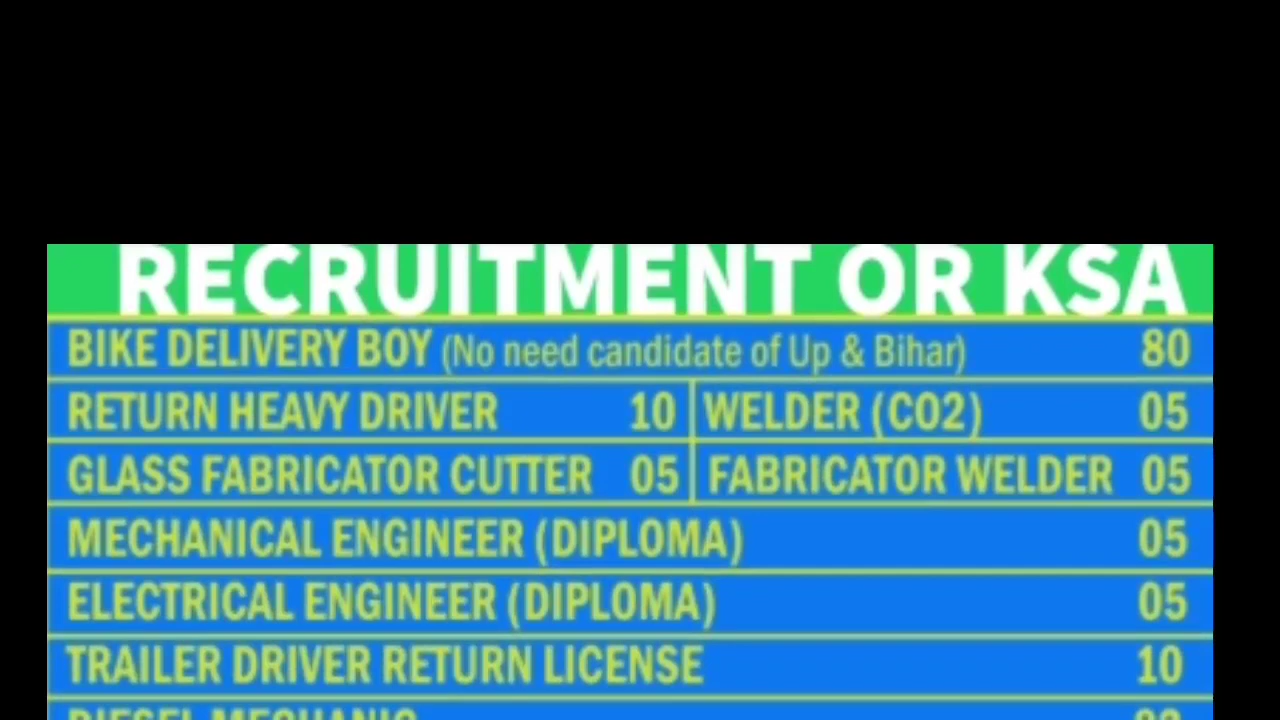 RECRUITMENT OR KSA
BIKE DELIVERY BOY (No need candidate of Up & Bihar) 80
RETURN HEAVY DRIVER 10 WELDER (CO2) 05
GLASS FABRICATOR CUTTER 05 FABRICATOR WELDER 05
MECHANICAL ENGINEER (DIPLOMA) 05
ELECTRICAL ENGINEER (DIPLOMA) 05
TRAILER DRIVER RETURN LICENSE 10
DIESEL MECHANIC